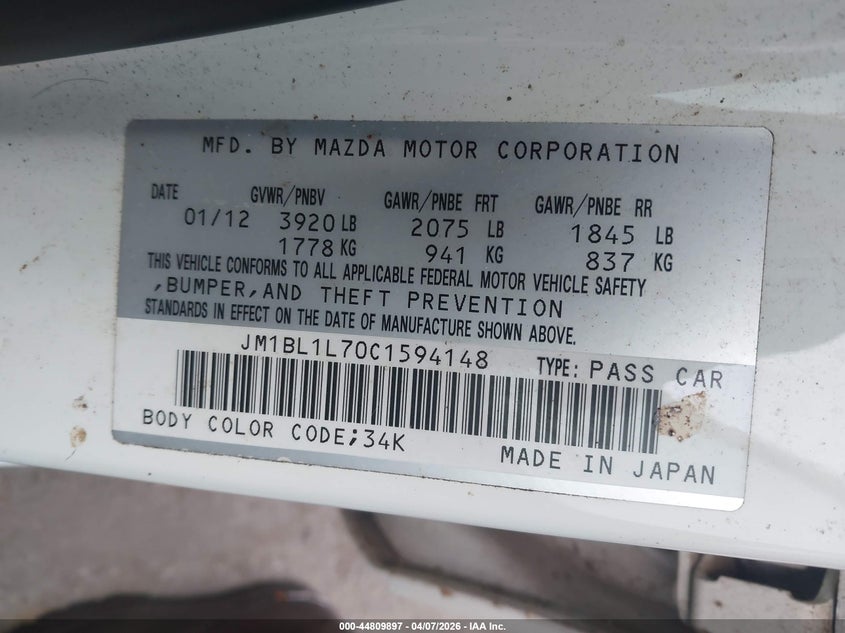 MFD. BY MAZDA MOTOR CORPORATION
DATE GVWR/PNBV GAWR/PNBE FRT GAWR/PNBE RR
01/12 3920 LB 2075 LB 1845 LB
1778 KG 941 KG 837 KG
THIS VEHICLE CONFORMS TO ALL APPLICABLE FEDERAL MOTOR VEHICLE SAFETY
,BUMPER,AND THEFT PREVENTION
STANDARDS IN EFFECT ON THE DATE OF MANUFACTURE SHOWN ABOVE.
JM1BL1L70C1594148 TYPE: PASS CAR
BODY COLOR CODE;34K MADE IN JAPAN
000-44809897 - 04/07/2026 - IAA Inc.